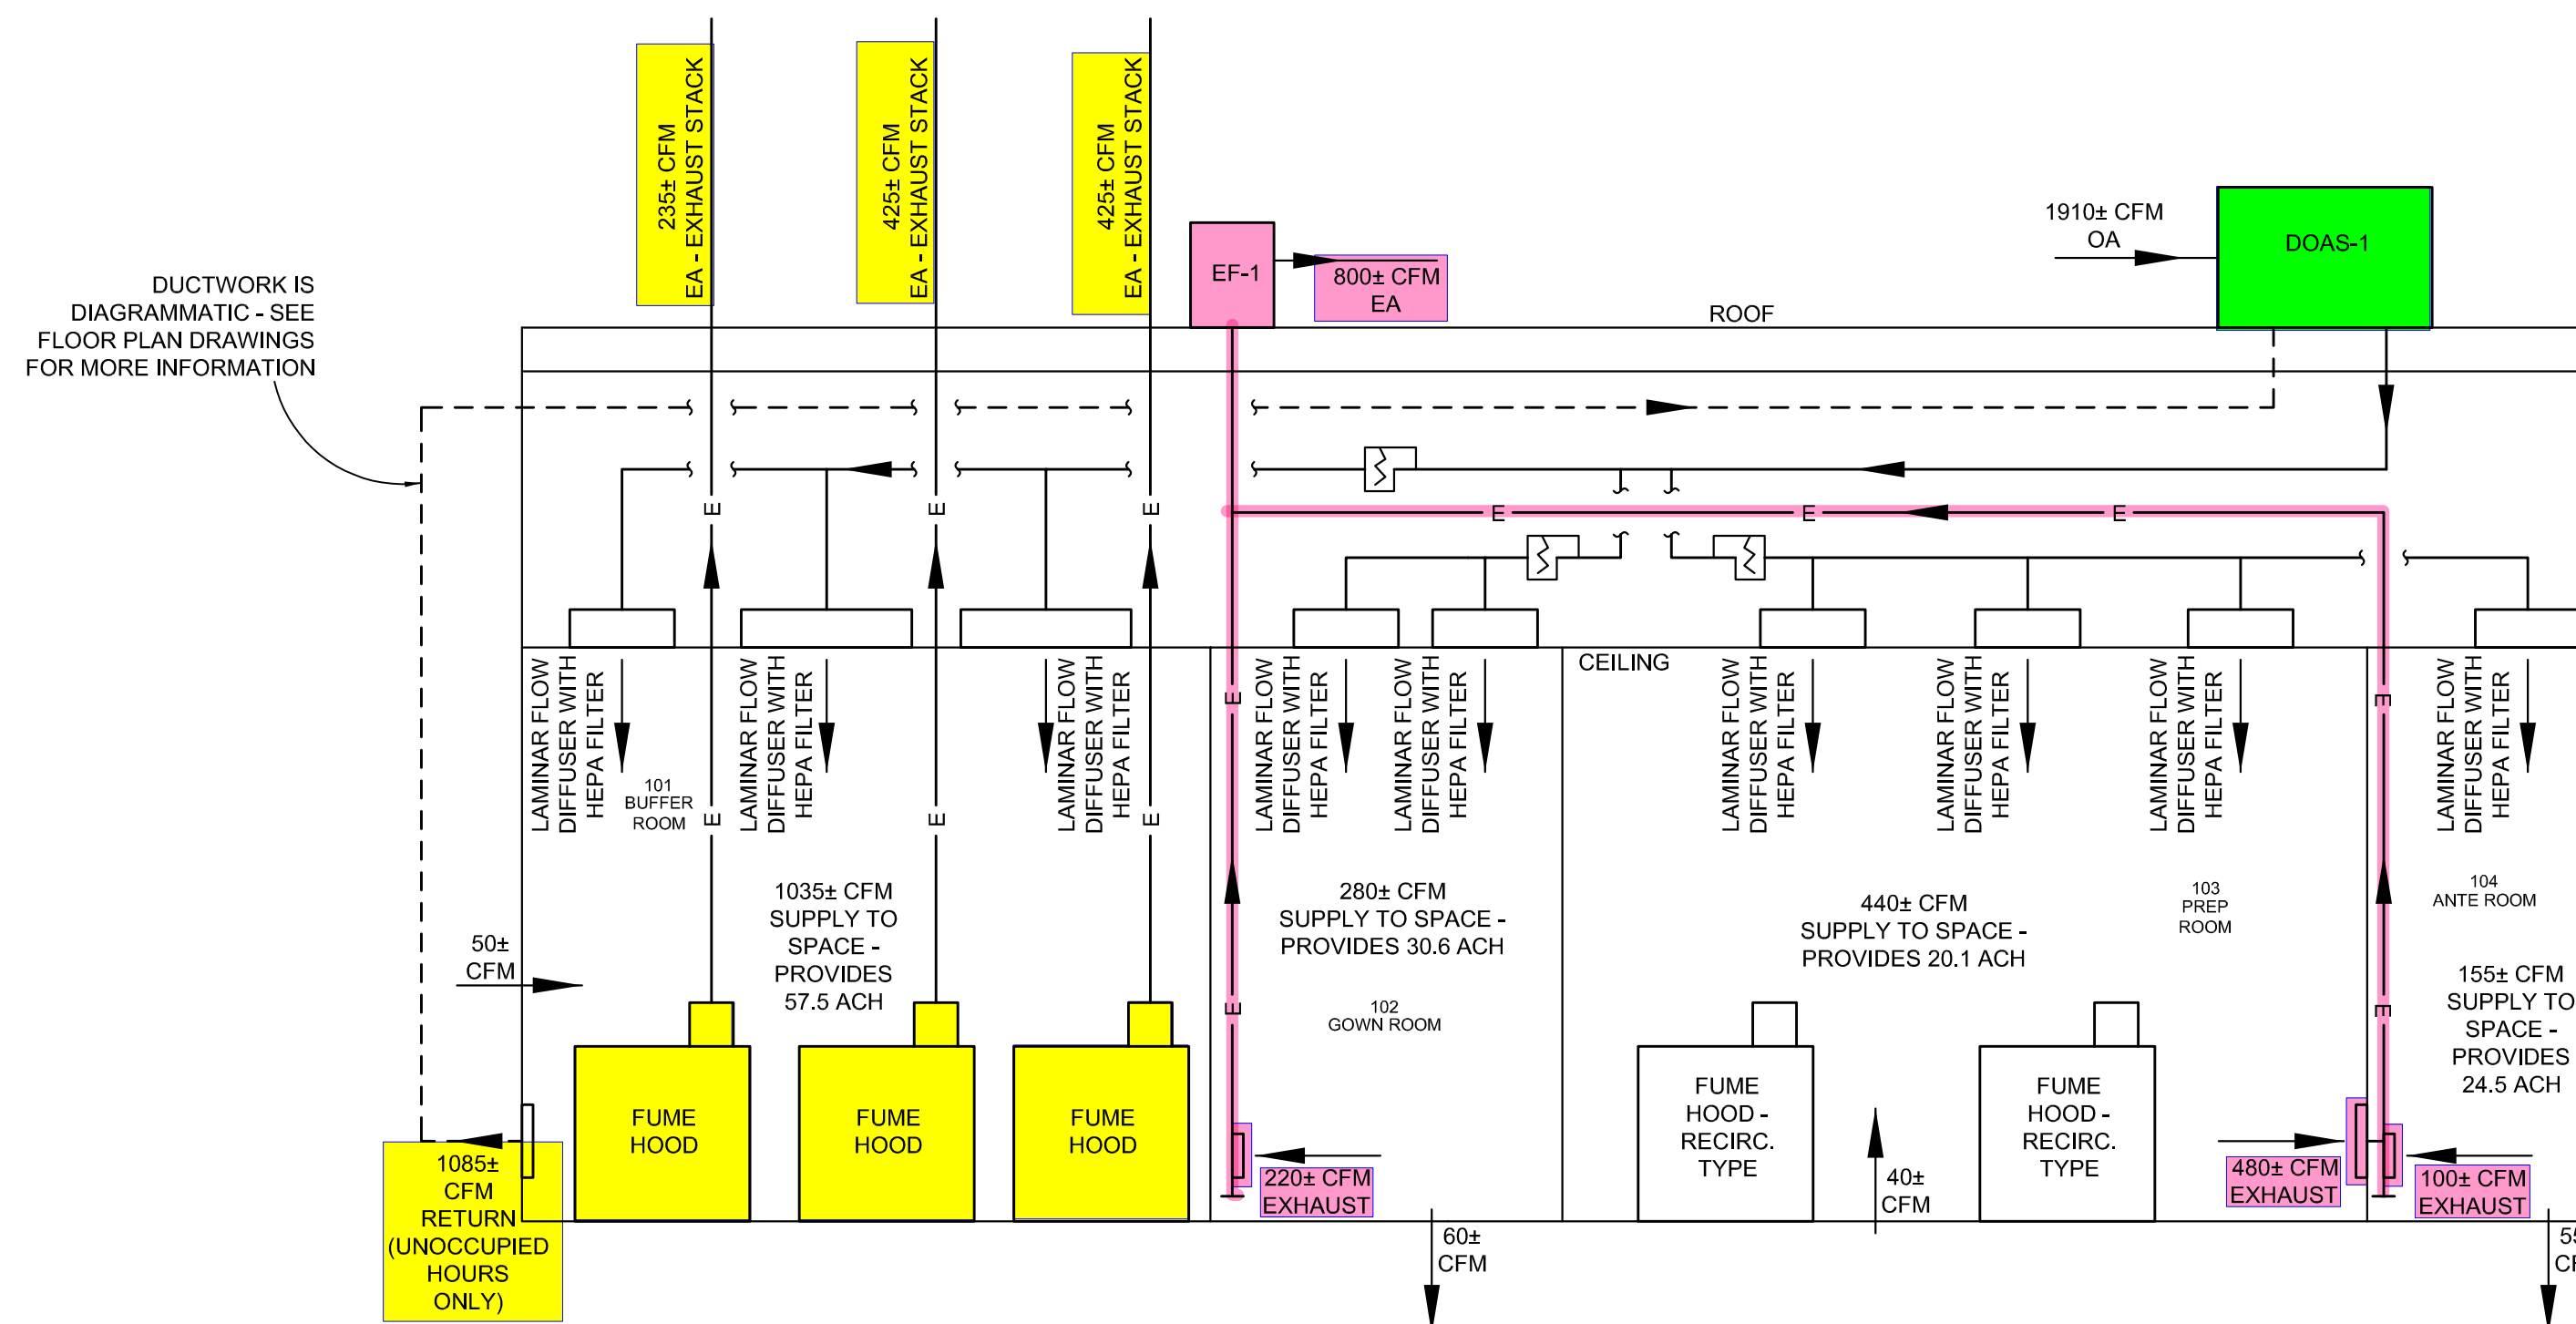 235± CFM
EA - EXHAUST STACK
425± CFM
EA - EXHAUST STACK
425± CFM
EA - EXHAUST STACK
EF-1
800± CFM
EA
1910± CFM
OA
DOAS-1
DUCTWORK IS
DIAGRAMMATIC - SEE
FLOOR PLAN DRAWINGS
FOR MORE INFORMATION
ROOF
E
E
E
E
E
E
CEILING
LAMINAR FLOW
DIFFUSER WITH
HEPA FILTER
LAMINAR FLOW
DIFFUSER WITH
HEPA FILTER
LAMINAR FLOW
DIFFUSER WITH
HEPA FILTER
LAMINAR FLOW
DIFFUSER WITH
HEPA FILTER
LAMINAR FLOW
DIFFUSER WITH
HEPA FILTER
LAMINAR FLOW
DIFFUSER WITH
HEPA FILTER
LAMINAR FLOW
DIFFUSER WITH
HEPA FILTER
LAMINAR FLOW
DIFFUSER WITH
HEPA FILTER
LAMINAR FLOW
DIFFUSER WITH
HEPA FILTER
E
E
101
BUFFER
ROOM
E
E
E
1035± CFM
SUPPLY TO
SPACE -
PROVIDES
57.5 ACH
280± CFM
SUPPLY TO SPACE -
PROVIDES 30.6 ACH
440± CFM
SUPPLY TO SPACE -
PROVIDES 20.1 ACH
103
PREP
ROOM
104
ANTE ROOM
50±
CFM
155± CFM
SUPPLY TO
SPACE -
PROVIDES
24.5 ACH
102
GOWN ROOM
E
E
FUME
HOOD
FUME
HOOD
FUME
HOOD
FUME
HOOD -
RECIRC.
TYPE
FUME
HOOD -
RECIRC.
TYPE
1085±
CFM
RETURN
(UNOCCUPIED
HOURS
ONLY)
220± CFM
EXHAUST
40±
CFM
480± CFM
EXHAUST
100± CFM
EXHAUST
60±
CFM